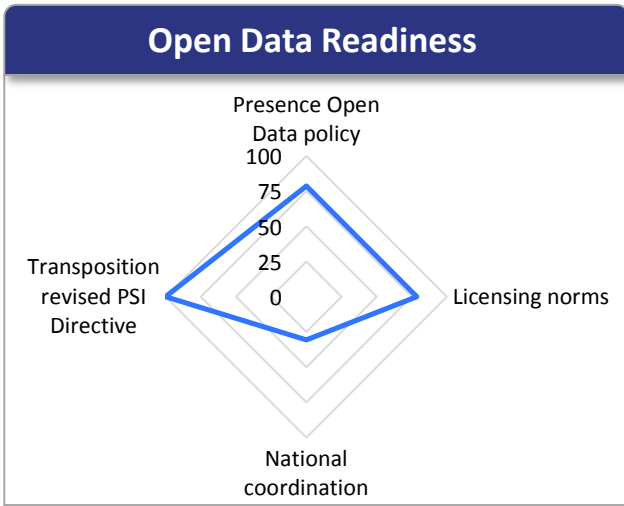 Open Data Readiness
Presence Open
Data policy
100
75
50
25
0
Transposition
revised PSI
Directive
Licensing norms
National
coordination